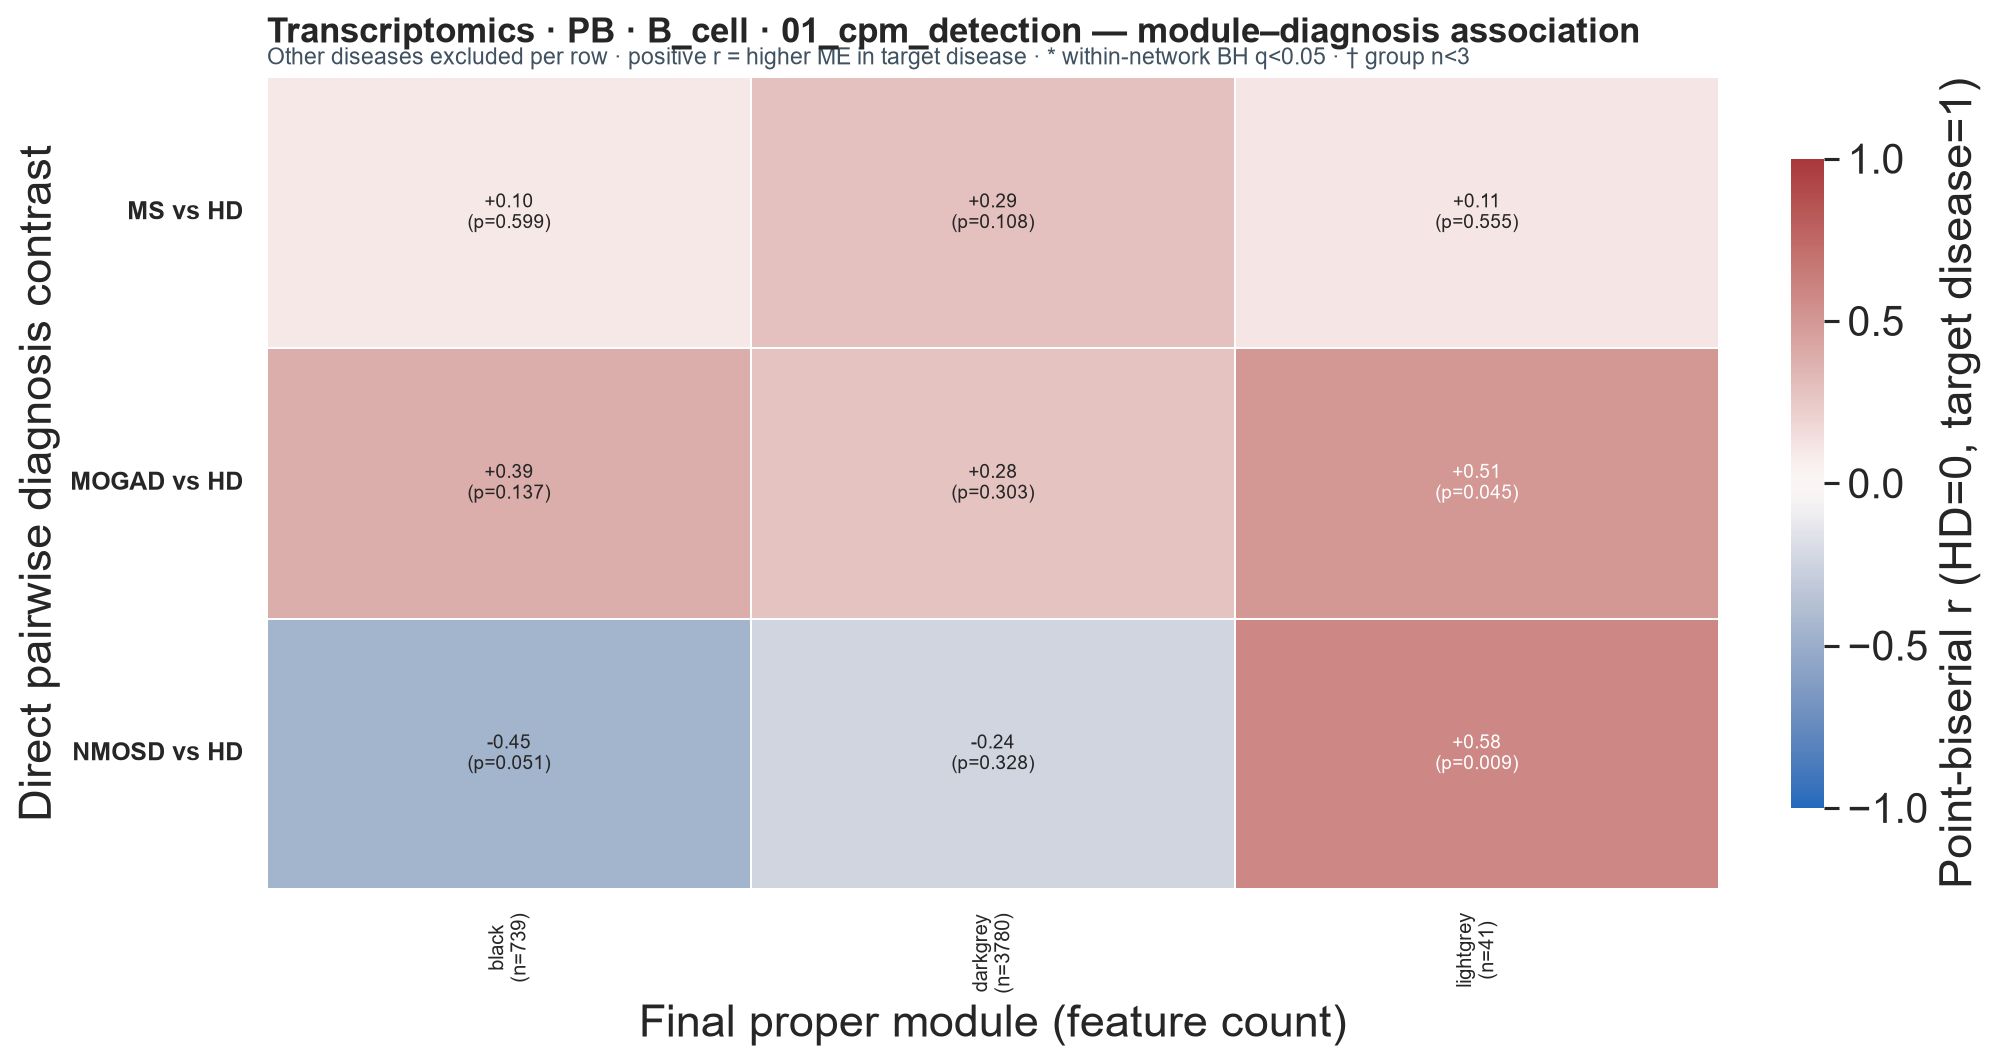 Transcriptomics · PB · B_cell · 01_cpm_detection — module–diagnosis association
Other diseases excluded per row · positive r = higher ME in target disease · * within-network BH q<0.05 · † group n<3
Direct pairwise diagnosis contrast
MS vs HD
+0.10
(p=0.599)
+0.29
(p=0.108)
+0.11
(p=0.555)
MOGAD vs HD
+0.39
(p=0.137)
+0.28
(p=0.303)
+0.51
(p=0.045)
NMOSD vs HD
-0.45
(p=0.051)
-0.24
(p=0.328)
+0.58
(p=0.009)
black
(n=739)
darkgrey
(n=3780)
lightgrey
(n=41)
Final proper module (feature count)
1.0
0.5
0.0
−0.5
−1.0
Point-biserial r (HD=0, target disease=1)